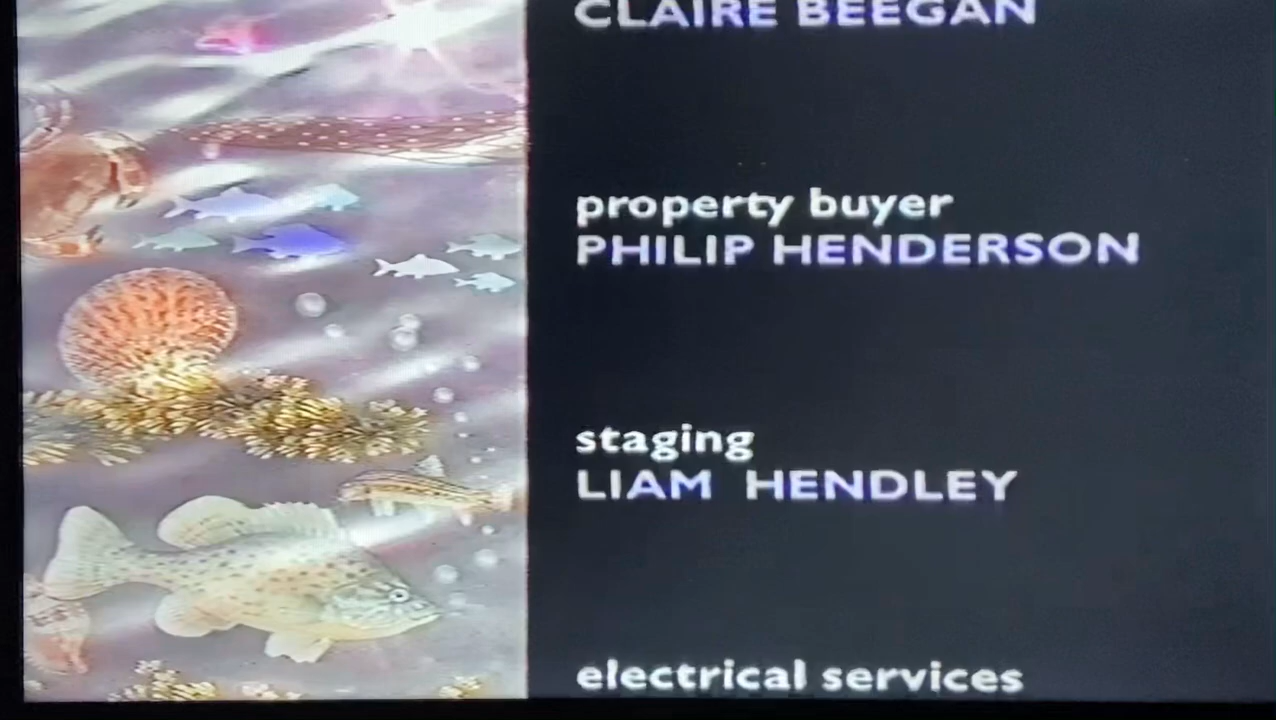 CLAIRE BEEGAN
property buyer
PHILIP HENDERSON
staging
LIAM HENDLEY
electrical services